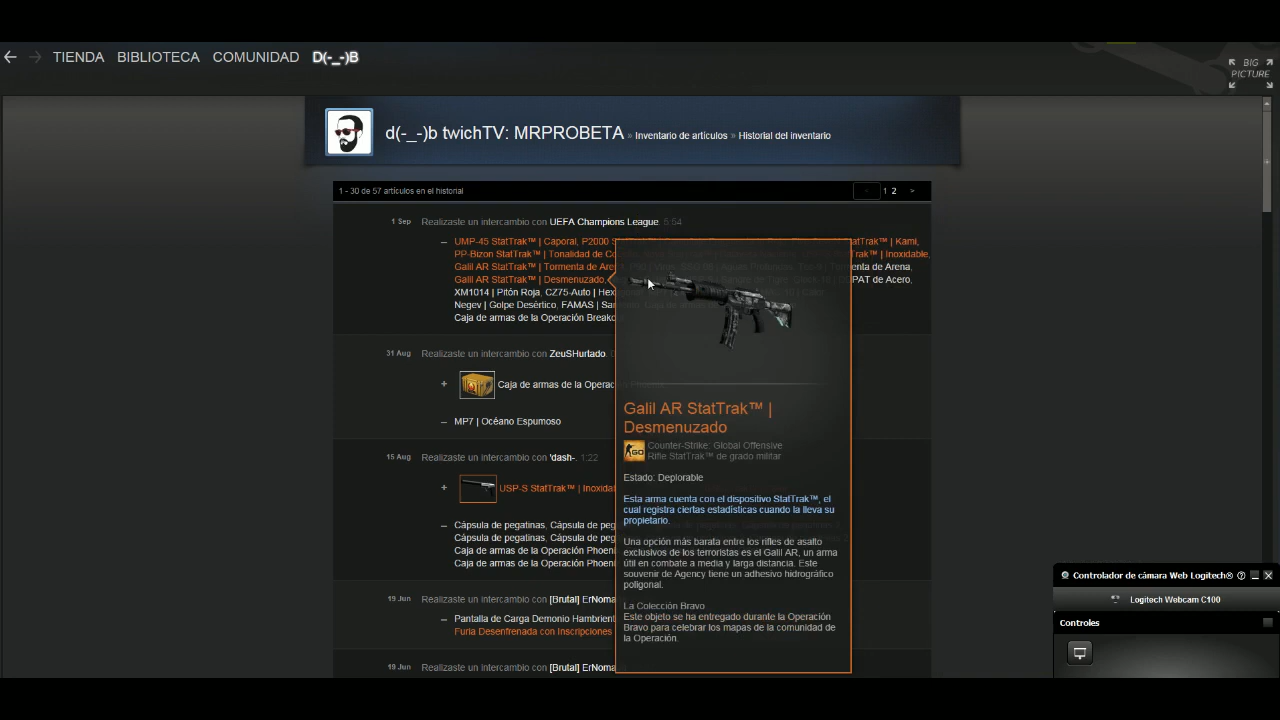 TIENDA BIBLIOTECA COMUNIDAD D(-_-)B
BIG
PICTURE
d(-_-)b twichTV: MRPROBETA » Inventario de artículos » Historial del inventario
1 - 30 de 57 artículos en el historial
< 1 2 >
1 Sep Realizaste un intercambio con UEFA Champions League. 5:54
– UMP-45 StatTrak™ | Caporal, P2000 StatTrak™ | Kami,
PP-Bizon StatTrak™ | Tonalidad de | Inoxidable,
Galil AR StatTrak™ | Tormenta de Arena, Tormenta de Arena,
Galil AR StatTrak™ | Desmenuzado, DDPAT de Acero,
XM1014 | Pitón Roja, CZ75-Auto |
Negev | Golpe Desértico, FAMAS |
Caja de armas de la Operación
31 Aug Realizaste un intercambio con ZeuSHurtado.
+ Caja de armas de la
– MP7 | Océano Espumoso
15 Aug Realizaste un intercambio con 'dash-. 1:22
+ USP-S StatTrak™ |
– Cápsula de pegatinas, Cápsula de
Cápsula de pegatinas, Cápsula de
Caja de armas de la Operación
Caja de armas de la Operación
19 Jun Realizaste un intercambio con [Brutal]
– Pantalla de Carga Demonio
Furia Desenfrenada con Inscripciones
19 Jun Realizaste un intercambio con [Brutal]
Galil AR StatTrak™ |
Desmenuzado
GO
Counter-Strike: Global Offensive
Rifle StatTrak™ de grado militar
Estado: Deplorable
Esta arma cuenta con el dispositivo StatTrak™, el
cual registra ciertas estadísticas cuando la lleva su
propietario.
Una opción más barata entre los rifles de asalto
exclusivos de los terroristas es el Galil AR, un arma
útil en combate a media y larga distancia. Este
souvenir de Agency tiene un adhesivo hidrográfico
poligonal.
La Colección Bravo
Este objeto se ha entregado durante la Operación
Bravo para celebrar los mapas de la comunidad de
la Operación.
Controlador de cámara Web Logitech®
Logitech Webcam C100
Controles